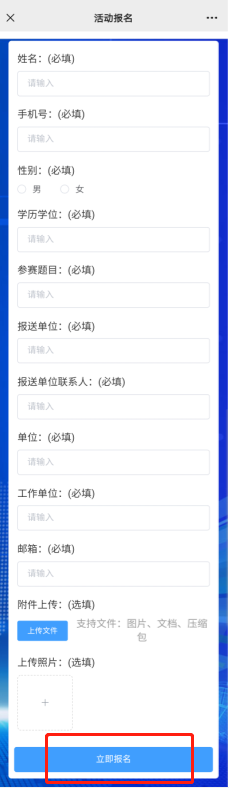 活动报名
姓名：(必填)
请输入
手机号：(必填)
请输入
性别：(必填)
男 女
学历学位：(必填)
请输入
参赛题目：(必填)
请输入
报送单位：(必填)
请输入
报送单位联系人：(必填)
请输入
单位：(必填)
请输入
工作单位：(必填)
请输入
邮箱：(必填)
请输入
附件上传：(选填)
上传文件 支持文件：图片、文档、压缩
包
上传照片：(选填)
立即报名